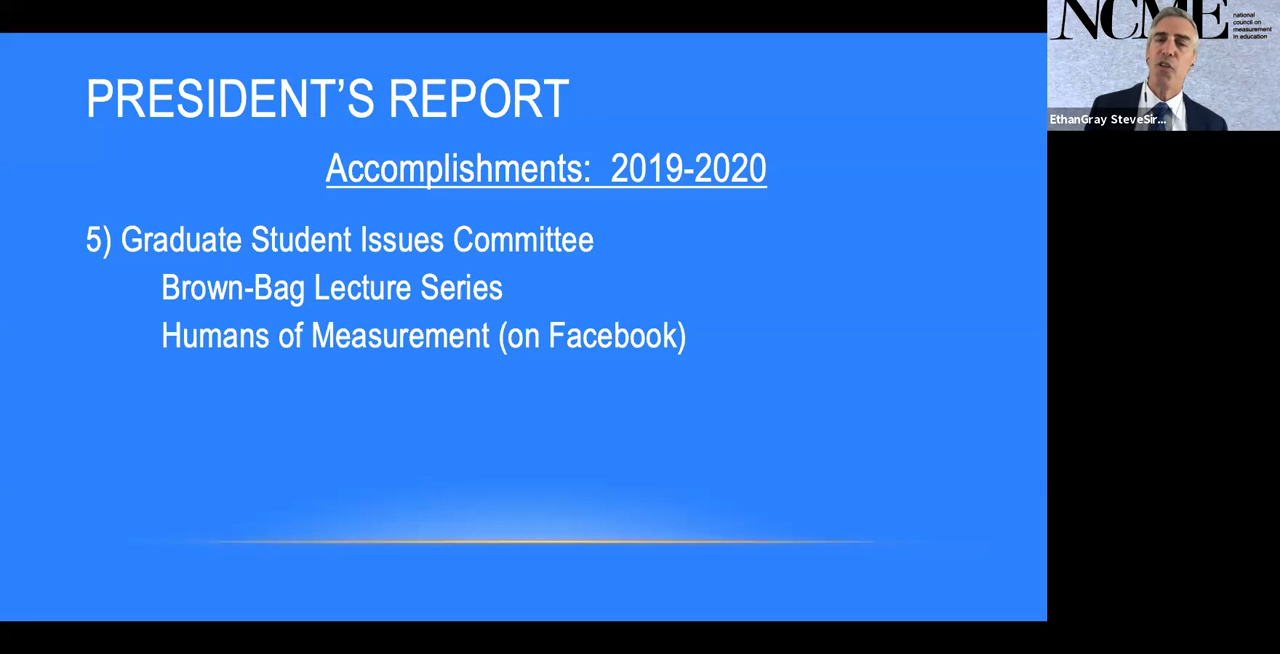 PRESIDENT'S REPORT
Accomplishments: 2019-2020
5) Graduate Student Issues Committee
Brown-Bag Lecture Series
Humans of Measurement (on Facebook)
NCME
national
council on
measurement
in education
EthanGray SteveSir...